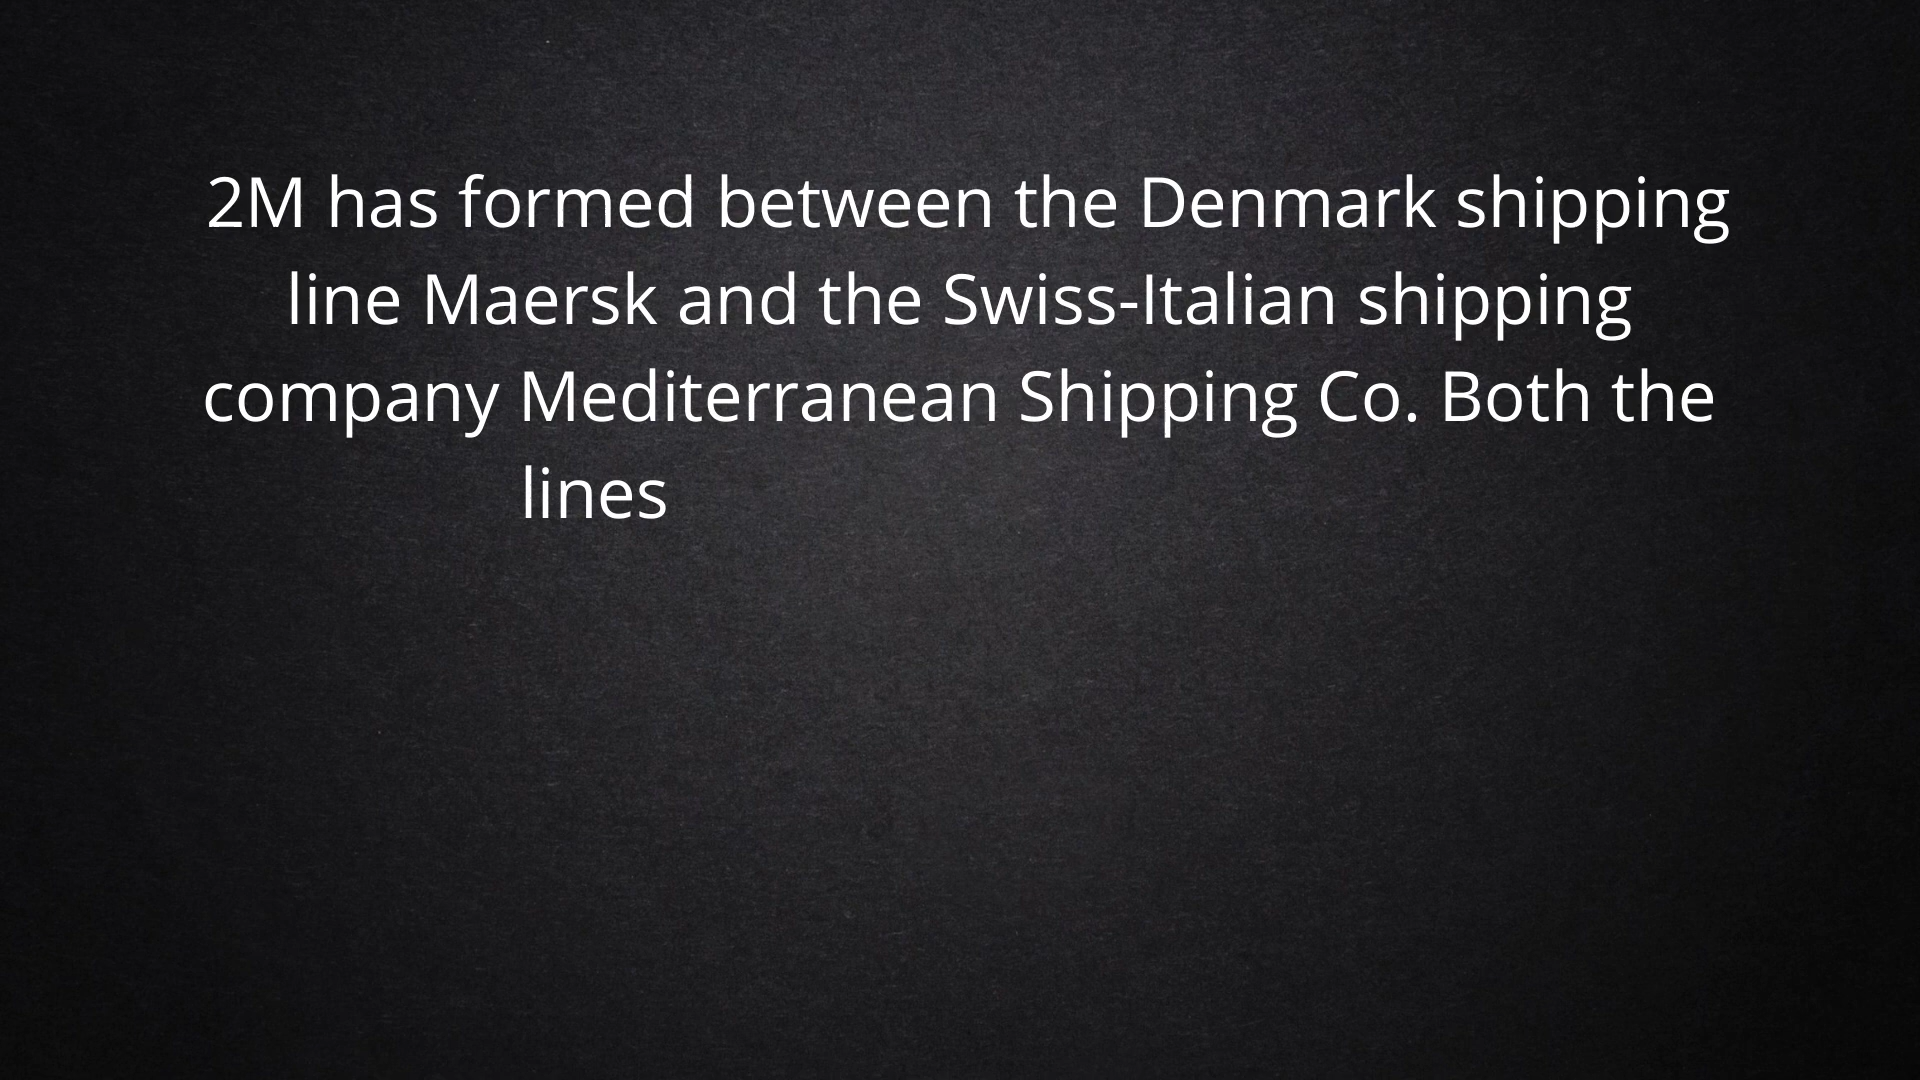 2M has formed between the Denmark shipping
line Maersk and the Swiss-Italian shipping
company Mediterranean Shipping Co. Both the
lines